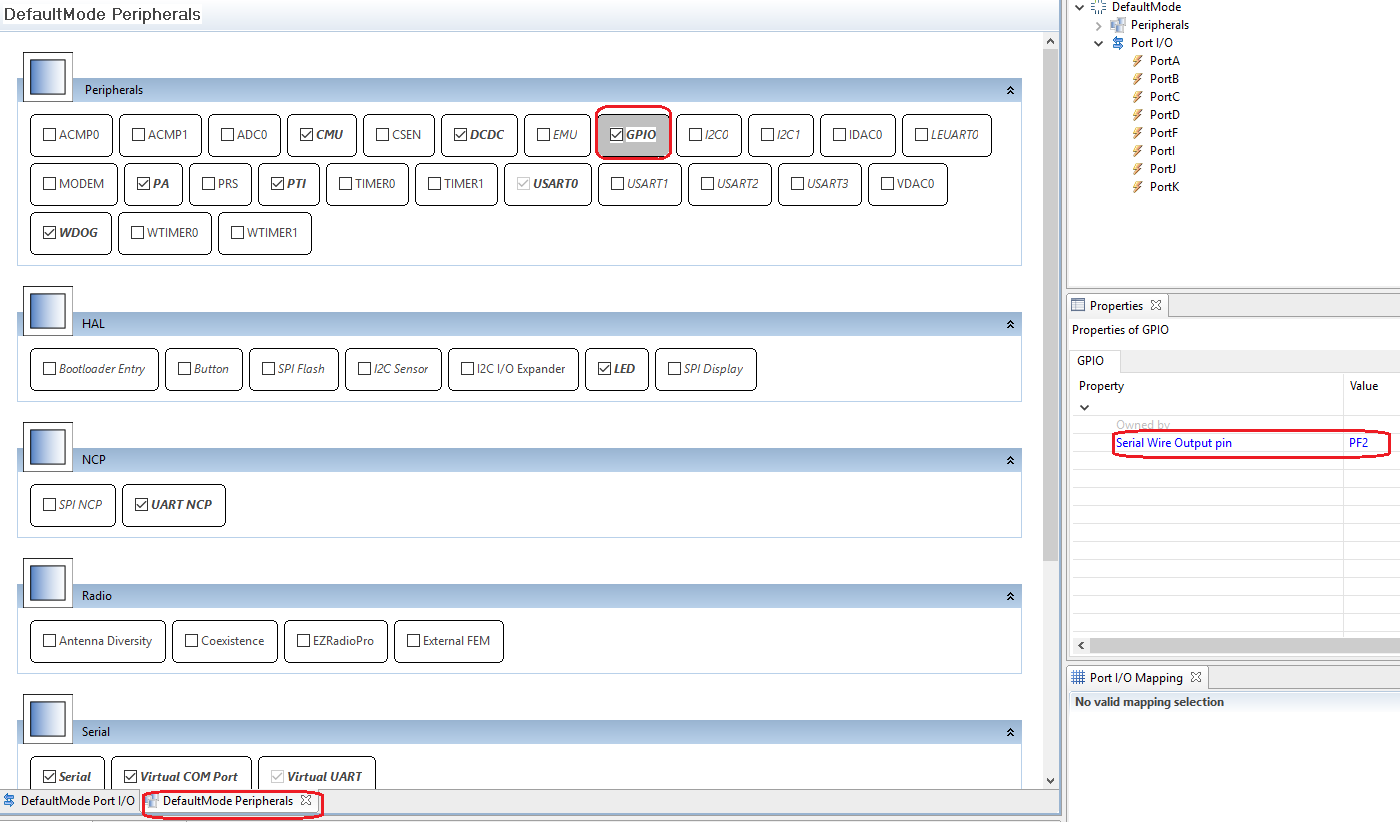 DefaultMode Peripherals
Peripherals
ACMP0 ACMP1 ADC0 CMU CSEN DCDC EMU GPIO I2C0 I2C1 IDAC0 LEUART0
MODEM PA PRS PTI TIMER0 TIMER1 USART0 USART1 USART2 USART3 VDAC0
WDOG WTIMER0 WTIMER1
HAL
Bootloader Entry Button SPI Flash I2C Sensor I2C I/O Expander LED SPI Display
NCP
SPI NCP UART NCP
Radio
Antenna Diversity Coexistence EZRadioPro External FEM
Serial
Serial Virtual COM Port Virtual UART
DefaultMode Port I/O DefaultMode Peripherals
DefaultMode
Peripherals
Port I/O
PortA
PortB
PortC
PortD
PortF
PortI
PortJ
PortK
Properties
Properties of GPIO
GPIO
Property Value
Owned by
Serial Wire Output pin PF2
Port I/O Mapping
No valid mapping selection